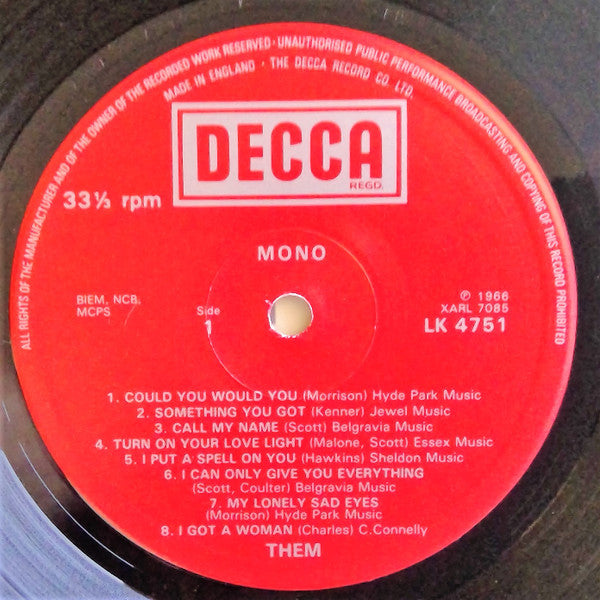 ALL RIGHTS OF THE MANUFACTURER AND OF THE OWNER OF THE RECORDED WORK RESERVED · UNAUTHORISED PUBLIC PERFORMANCE BROADCASTING AND COPYING OF THIS RECORD PROHIBITED
MADE IN ENGLAND · THE DECCA RECORD CO. LTD.
DECCA
REGD.
33⅓ rpm
MONO
BIEM, NCB,
MCPS
Side
1
℗ 1966
XARL 7085
LK 4751
1. COULD YOU WOULD YOU (Morrison) Hyde Park Music
2. SOMETHING YOU GOT (Kenner) Jewel Music
3. CALL MY NAME (Scott) Belgravia Music
4. TURN ON YOUR LOVE LIGHT (Malone, Scott) Essex Music
5. I PUT A SPELL ON YOU (Hawkins) Sheldon Music
6. I CAN ONLY GIVE YOU EVERYTHING
(Scott, Coulter) Belgravia Music
7. MY LONELY SAD EYES
(Morrison) Hyde Park Music
8. I GOT A WOMAN (Charles) C.Connelly
THEM